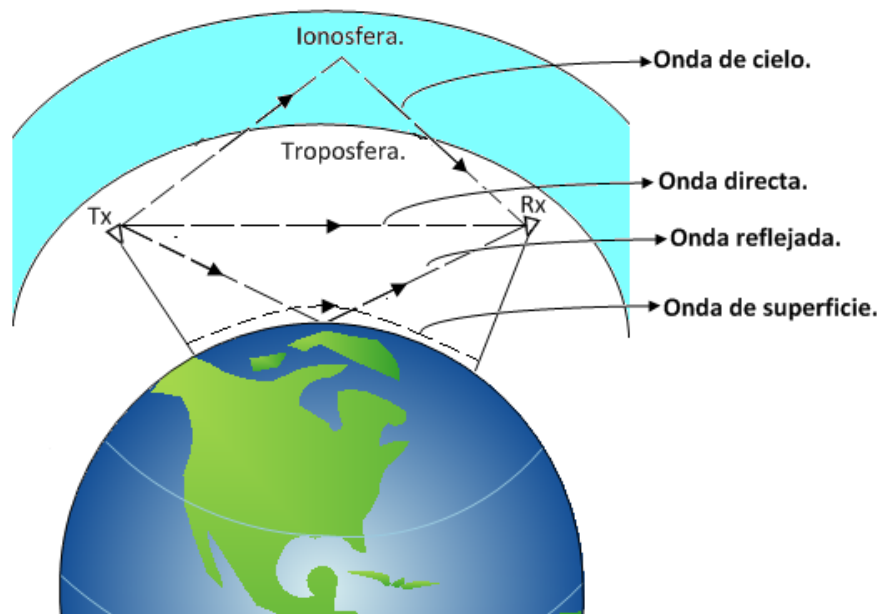 Ionosfera.
Onda de cielo.
Troposfera.
Onda directa.
Tx
Rx
Onda reflejada.
Onda de superficie.